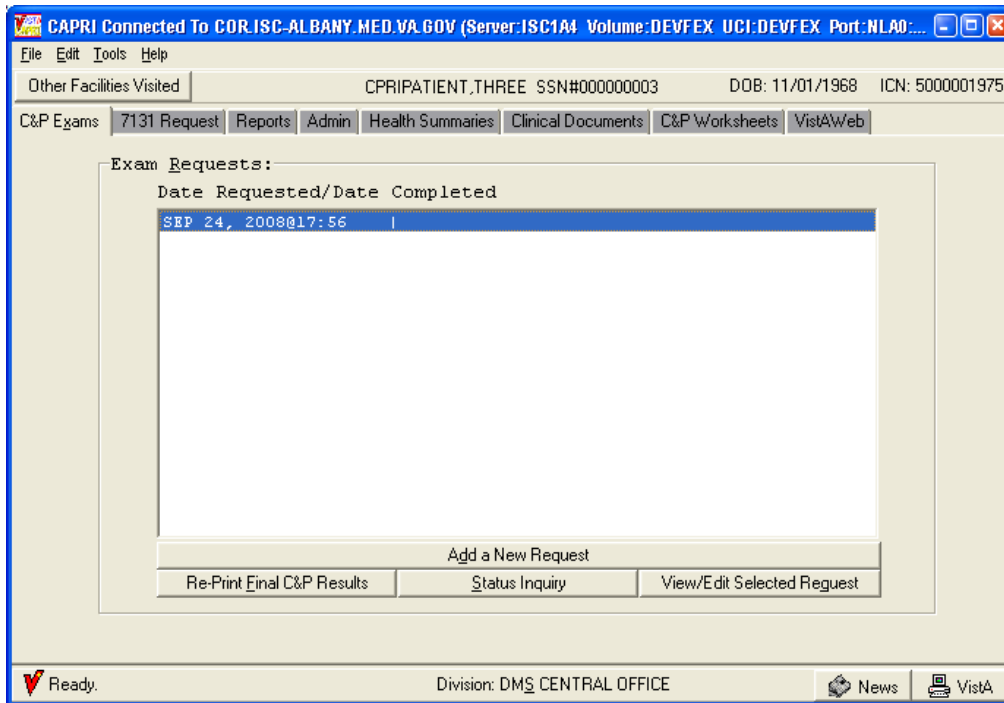 CAPRI Connected To COR.ISC-ALBANY.MED.VA.GOV (Server:ISC1A4 Volume:DEVFEX UCI:DEVFEX Port:NLA0:....
File Edit Tools Help
Other Facilities Visited CPRIPATIENT,THREE SSN#000000003 DOB: 11/01/1968 ICN: 5000001975
C&P Exams 7131 Request Reports Admin Health Summaries Clinical Documents C&P Worksheets VistAWeb
Exam Requests:
Date Requested/Date Completed
SEP 24, 2008@17:56 |
Add a New Request
Re-Print Final C&P Results Status Inquiry View/Edit Selected Request
Ready. Division: DMS CENTRAL OFFICE News VistA